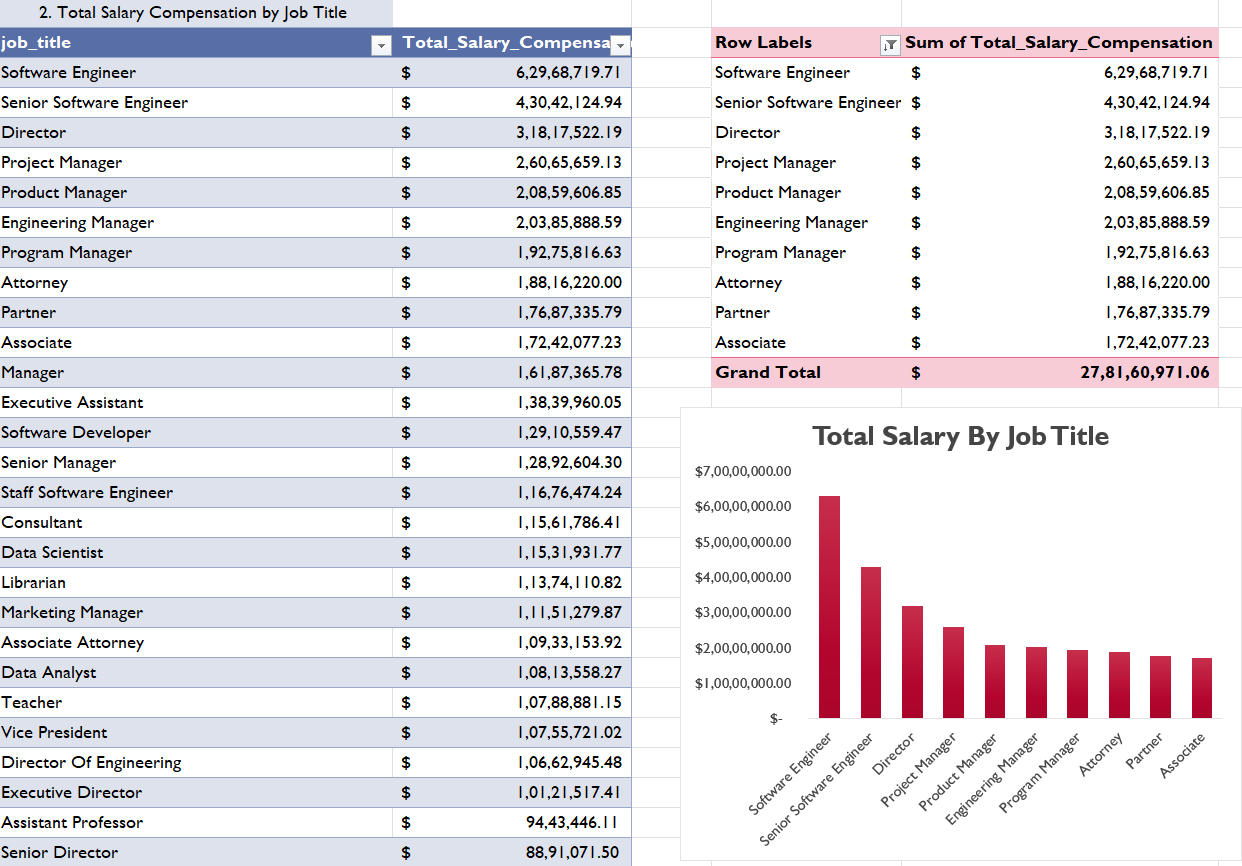 2. Total Salary Compensation by Job Title
job_title Total_Salary_Compensa
Software Engineer $ 6,29,68,719.71
Senior Software Engineer $ 4,30,42,124.94
Director $ 3,18,17,522.19
Project Manager $ 2,60,65,659.13
Product Manager $ 2,08,59,606.85
Engineering Manager $ 2,03,85,888.59
Program Manager $ 1,92,75,816.63
Attorney $ 1,88,16,220.00
Partner $ 1,76,87,335.79
Associate $ 1,72,42,077.23
Manager $ 1,61,87,365.78
Executive Assistant $ 1,38,39,960.05
Software Developer $ 1,29,10,559.47
Senior Manager $ 1,28,92,604.30
Staff Software Engineer $ 1,16,76,474.24
Consultant $ 1,15,61,786.41
Data Scientist $ 1,15,31,931.77
Librarian $ 1,13,74,110.82
Marketing Manager $ 1,11,51,279.87
Associate Attorney $ 1,09,33,153.92
Data Analyst $ 1,08,13,558.27
Teacher $ 1,07,88,881.15
Vice President $ 1,07,55,721.02
Director Of Engineering $ 1,06,62,945.48
Executive Director $ 1,01,21,517.41
Assistant Professor $ 94,43,446.11
Senior Director $ 88,91,071.50
Row Labels Sum of Total_Salary_Compensation
Software Engineer $ 6,29,68,719.71
Senior Software Engineer $ 4,30,42,124.94
Director $ 3,18,17,522.19
Project Manager $ 2,60,65,659.13
Product Manager $ 2,08,59,606.85
Engineering Manager $ 2,03,85,888.59
Program Manager $ 1,92,75,816.63
Attorney $ 1,88,16,220.00
Partner $ 1,76,87,335.79
Associate $ 1,72,42,077.23
Grand Total $ 27,81,60,971.06
Total Salary By Job Title
$7,00,00,000.00
$6,00,00,000.00
$5,00,00,000.00
$4,00,00,000.00
$3,00,00,000.00
$2,00,00,000.00
$1,00,00,000.00
$-
Software Engineer
Senior Software Engineer
Director
Project Manager
Product Manager
Engineering Manager
Program Manager
Attorney
Partner
Associate